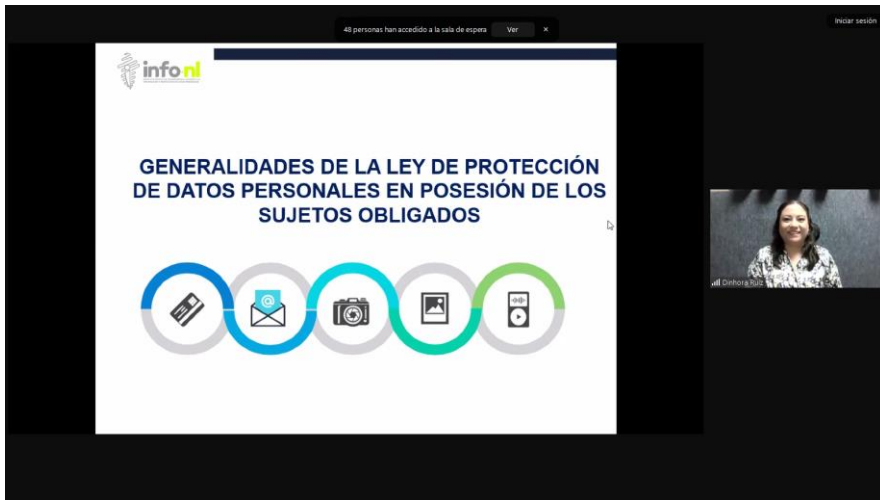 48 personas han accedido a la sala de espera Ver ×
Iniciar sesión
info nl
GENERALIDADES DE LA LEY DE PROTECCIÓN
DE DATOS PERSONALES EN POSESIÓN DE LOS
SUJETOS OBLIGADOS
@
Dinhora Ruiz